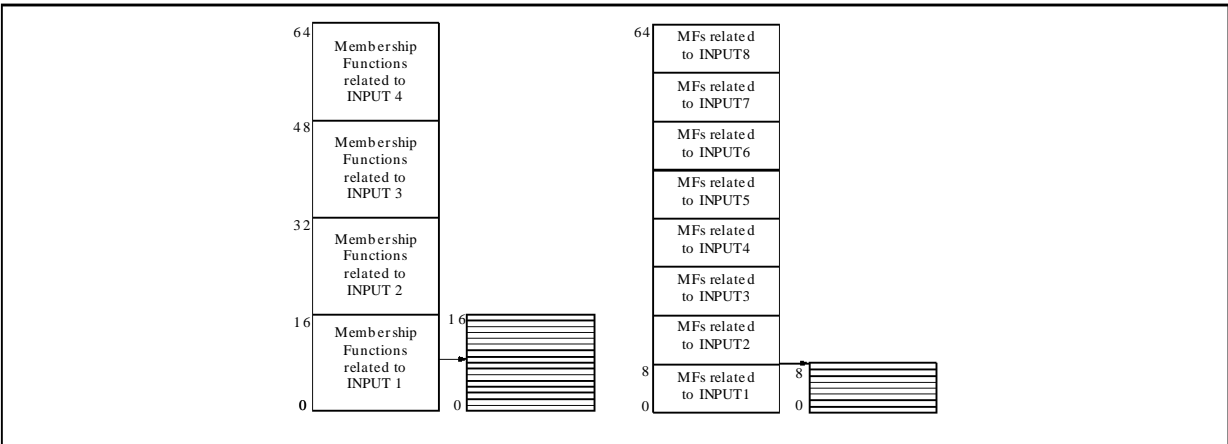 64
Membership
Functions
related to
INPUT 4
48
Membership
Functions
related to
INPUT 3
32
Membership
Functions
related to
INPUT 2
16
Membership
Functions
related to
INPUT 1
0
16
0
64
MFs related
to INPUT8
MFs related
to INPUT7
MFs related
to INPUT6
MFs related
to INPUT5
MFs related
to INPUT4
MFs related
to INPUT3
MFs related
to INPUT2
8
MFs related
to INPUT1
0
8
0